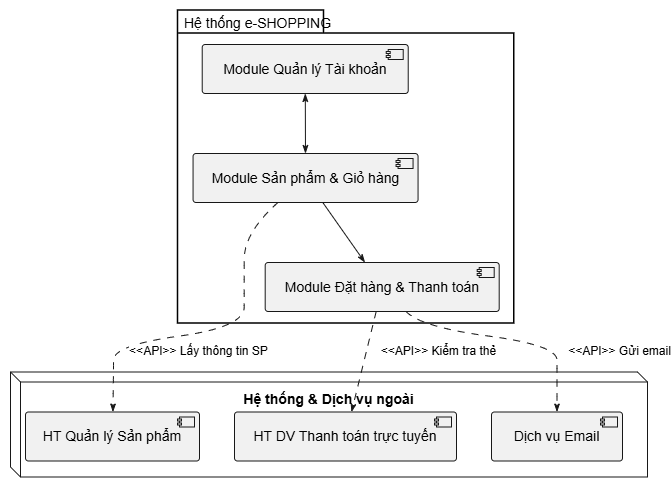 Hệ thống e-SHOPPING
Module Quản lý Tài khoản
Module Sản phẩm & Giỏ hàng
Module Đặt hàng & Thanh toán
<<API>> Lấy thông tin SP
<<API>> Kiểm tra thẻ
<<API>> Gửi email
Hệ thống & Dịch vụ ngoài
HT Quản lý Sản phẩm
HT DV Thanh toán trực tuyến
Dịch vụ Email